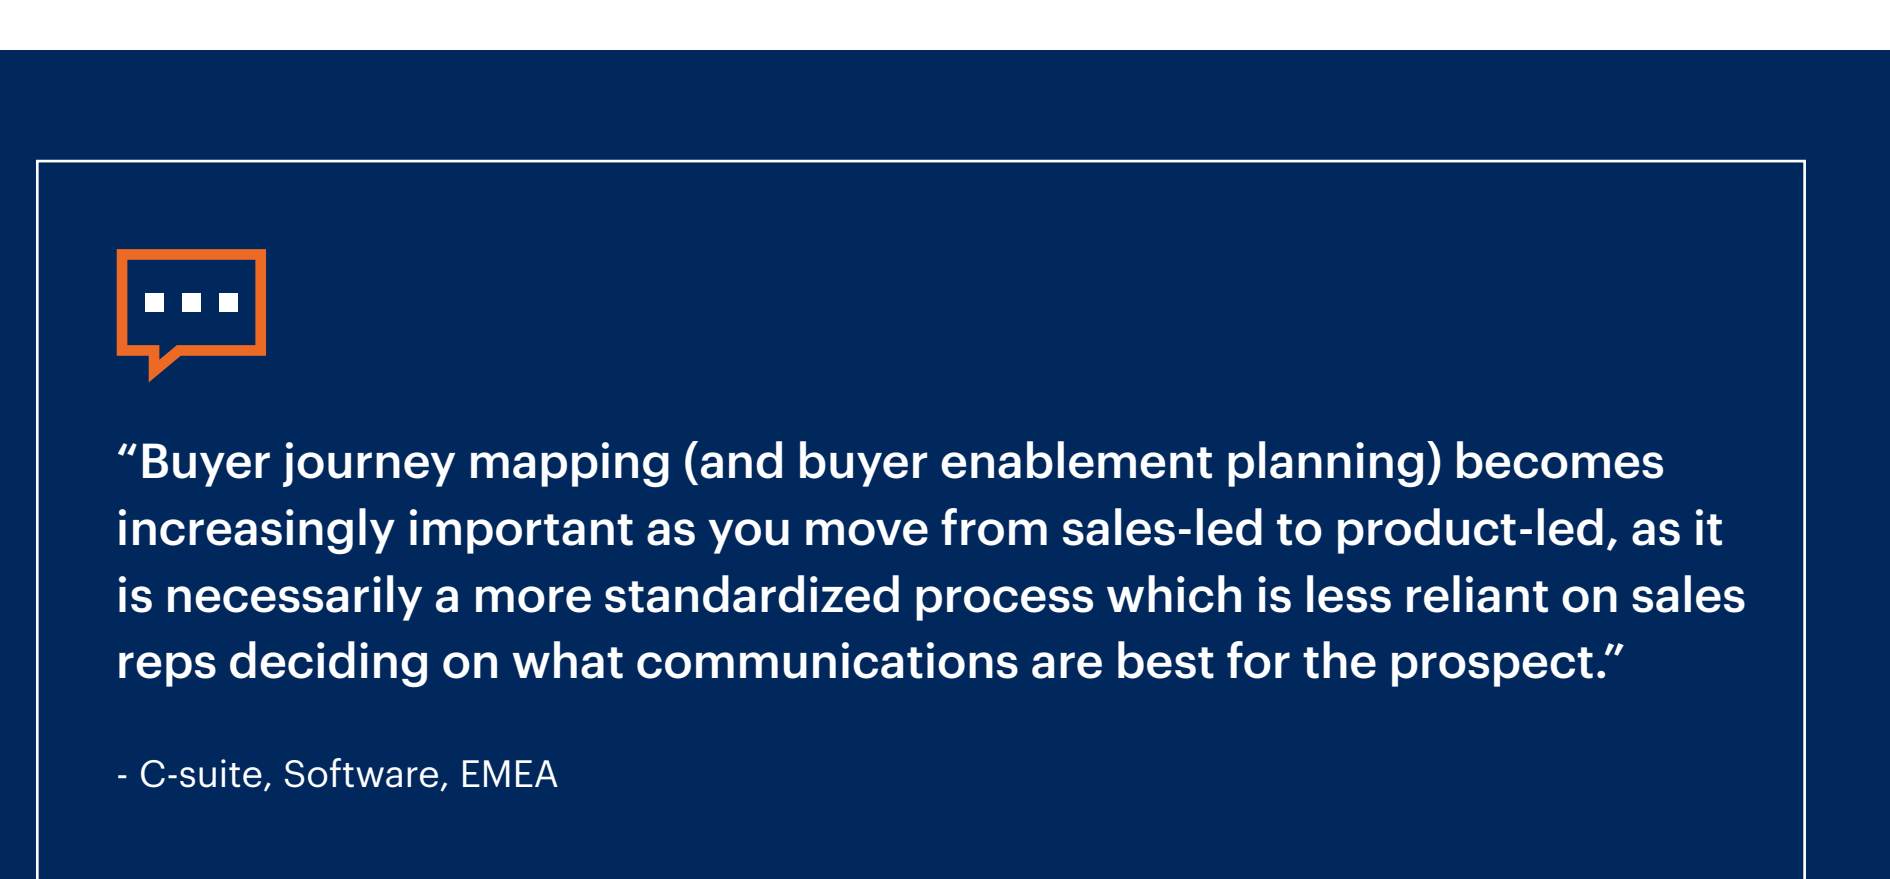 “Buyer journey mapping (and buyer enablement planning) becomes
increasingly important as you move from sales-led to product-led, as it
is necessarily a more standardized process which is less reliant on sales
reps deciding on what communications are best for the prospect.”
- C-suite, Software, EMEA